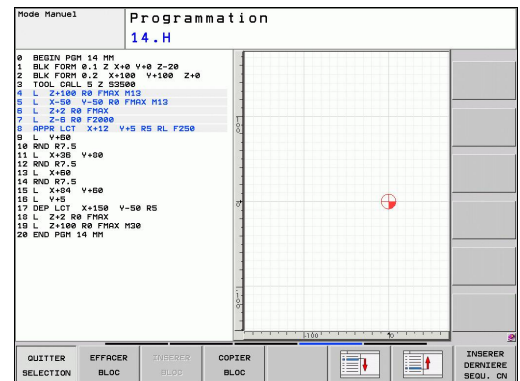 Mode Manuel
Programmation
14.H
0 BEGIN PGM 14 MM
1 BLK FORM 0.1 Z X+0 Y+0 Z-20
2 BLK FORM 0.2 X+100 Y+100 Z+0
3 TOOL CALL 5 Z S3500
4 L Z+100 R0 FMAX M13
5 L X-50 Y-50 R0 FMAX M13
6 L Z+2 R0 FMAX
7 L Z-6 R0 F2000
8 APPR LCT X+12 Y+5 R5 RL F250
9 L Y+60
10 RND R7.5
11 L X+36 Y+80
12 RND R7.5
13 L X+60
14 RND R7.5
15 L X+84 Y+60
16 L Y+5
17 DEP LCT X+150 Y-50 R5
18 L Z+2 R0 FMAX
19 L Z+100 R0 FMAX M30
20 END PGM 14 MM
QUITTER SELECTION
EFFACER BLOC
INSERER BLOC
COPIER BLOC
INSERER DERNIERE SEQU. CN